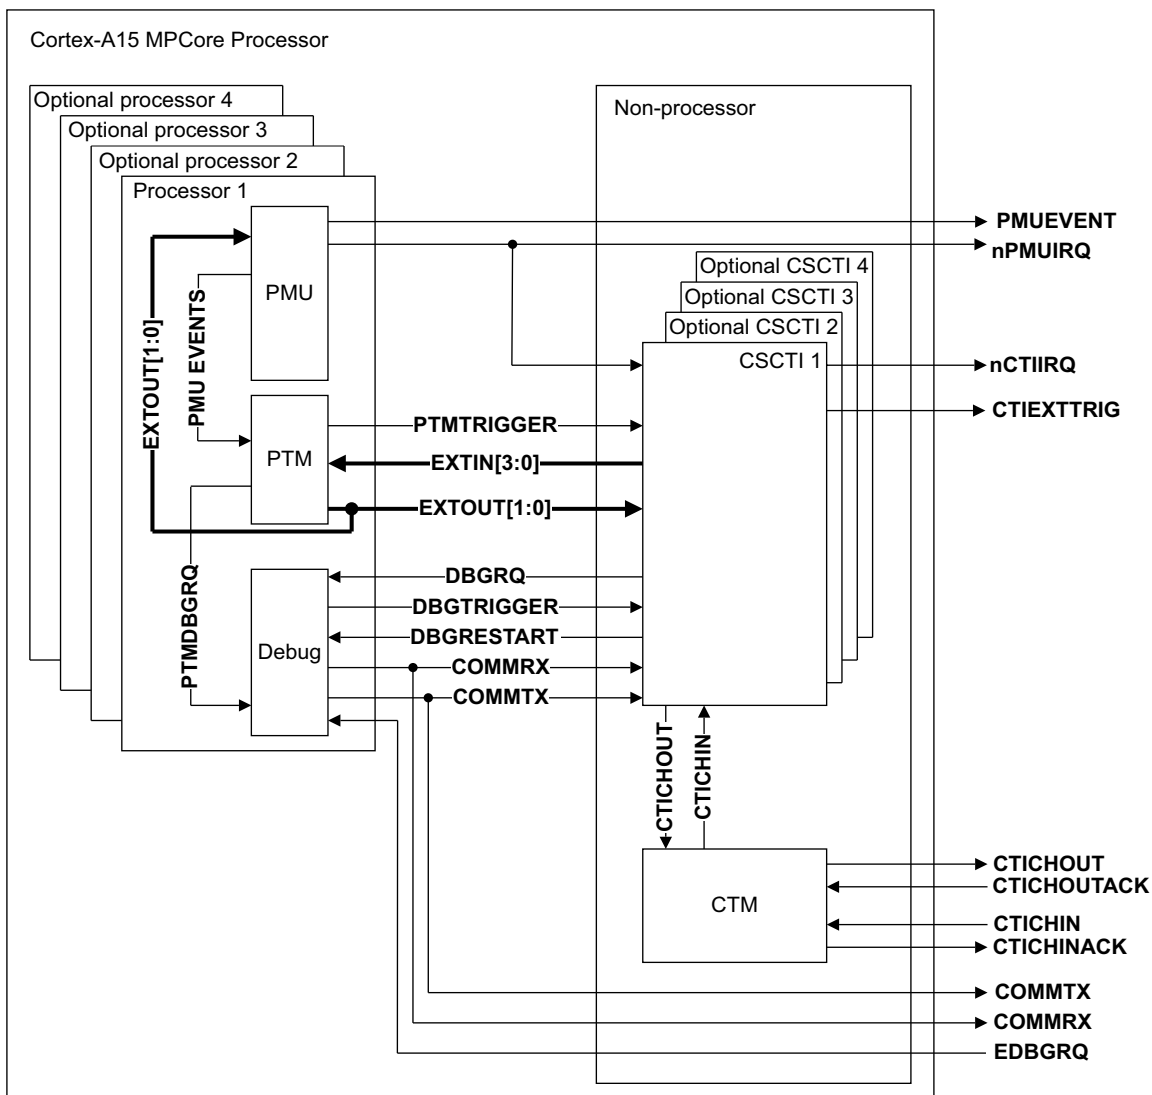 Cortex-A15 MPCore Processor
Optional processor 4
Optional processor 3
Optional processor 2
Processor 1
Non-processor
PMUEVENT
nPMUIRQ
PMU
EXTOUT[1:0]
PMU EVENTS
Optional CSCTI 4
Optional CSCTI 3
Optional CSCTI 2
CSCTI 1
nCTIIRQ
CTIEXTTRIG
PTM
PTMTRIGGER
EXTIN[3:0]
EXTOUT[1:0]
PTMDBGRQ
Debug
DBGRQ
DBGTRIGGER
DBGRESTART
COMMRX
COMMTX
CTICHOUT
CTICHIN
CTM
CTICHOUT
CTICHOUTACK
CTICHIN
CTICHINACK
COMMTX
COMMRX
EDBGRQ